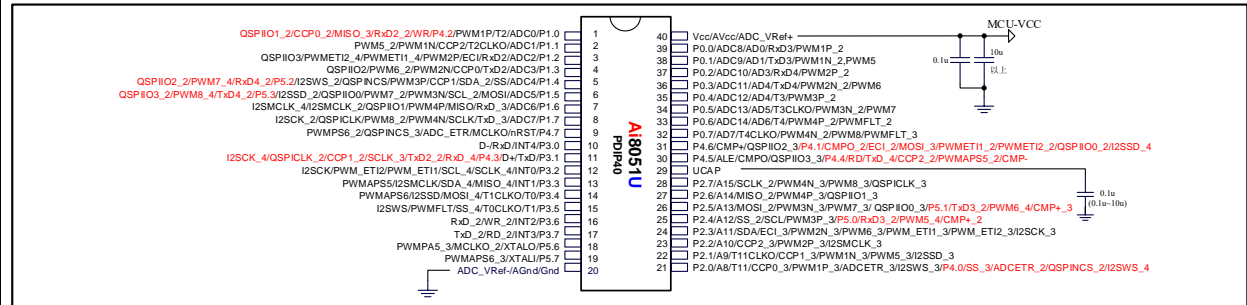 MCU-VCC
QSPIIO1_2/CCP0_2/MISO_3/RxD2_2/WR/P4.2/PWM1P/T2/ADC0/P1.0 1
PWM5_2/PWM1N/CCP2/T2CLKO/ADC1/P1.1 2
QSPIIO3/PWMETI2_4/PWMETI1_4/PWM2P/ECI/RxD2/ADC2/P1.2 3
QSPIIO2/PWM6_2/PWM2N/CCP0/TxD2/ADC3/P1.3 4
QSPIIO2_2/PWM7_4/RxD4_2/P5.2/I2SWS_2/QSPINCS/PWM3P/CCP1/SDA_2/SS/ADC4/P1.4 5
QSPIIO3_2/PWM8_4/TxD4_2/P5.3/I2SSD_2/QSPIIO0/PWM7_2/PWM3N/SCL_2/MOSI/ADC5/P1.5 6
I2SMCLK_4/I2SMCLK_2/QSPIIO1/PWM4P/MISO/RxD_3/ADC6/P1.6 7
I2SCK_2/QSPICLK/PWM8_2/PWM4N/SCLK/TxD_3/ADC7/P1.7 8
PWMPS6_2/QSPINCS_3/ADC_ETR/MCLKO/nRST/P4.7 9
D-/RxD/INT4/P3.0 10
I2SCK_4/QSPICLK_2/CCP1_2/SCLK_3/TxD2_2/RxD_4/P4.3/D+/TxD/P3.1 11
I2SCK/PWM_ETI2/PWM_ETI1/SCL_4/SCLK_4/INT0/P3.2 12
PWMAPS5/I2SMCLK/SDA_4/MISO_4/INT1/P3.3 13
PWMAPS6/I2SSD/MOSI_4/T1CLKO/T0/P3.4 14
I2SWS/PWMFLT/SS_4/T0CLKO/T1/P3.5 15
RxD_2/WR_2/INT2/P3.6 16
TxD_2/RD_2/INT3/P3.7 17
PWMPA5_3/MCLKO_2/XTALO/P5.6 18
PWMAPS6_3/XTALI/P5.7 19
ADC_VRef-/AGnd/Gnd 20
Ai8051U
PDIP40
40 Vcc/AVcc/ADC_VRef+
39 P0.0/ADC8/AD0/RxD3/PWM1P_2
38 P0.1/ADC9/AD1/TxD3/PWM1N_2,PWM5
37 P0.2/ADC10/AD3/RxD4/PWM2P_2
36 P0.3/ADC11/AD4/TxD4/PWM2N_2/PWM6
35 P0.4/ADC12/AD4/T3/PWM3P_2
34 P0.5/ADC13/AD5/T3CLKO/PWM3N_2/PWM7
33 P0.6/ADC14/AD6/T4/PWM4P_2/PWMFLT_2
32 P0.7/AD7/T4CLKO/PWM4N_2/PWM8/PWMFLT_3
31 P4.6/CMP+/QSPIIO2_3/P4.1/CMPO_2/ECI_2/MOSI_3/PWMETI1_2/PWMETI2_2/QSPIIO0_2/I2SSD_4
30 P4.5/ALE/CMPO/QSPIIO3_3/P4.4/RD/TxD_4/CCP2_2/PWMAPS5_2/CMP-
29 UCAP
28 P2.7/A15/SCLK_2/PWM4N_3/PWM8_3/QSPICLK_3
27 P2.6/A14/MISO_2/PWM4P_3/QSPIIO1_3
26 P2.5/A13/MOSI_2/PWM3N_3/PWM7_3/ QSPIIO0_3/P5.1/TxD3_2/PWM6_4/CMP+_3
25 P2.4/A12/SS_2/SCL/PWM3P_3/P5.0/RxD3_2/PWM5_4/CMP+_2
24 P2.3/A11/SDA/ECI_3/PWM2N_3/PWM6_3/PWM_ETI1_3/PWM_ETI2_3/I2SCK_3
23 P2.2/A10/CCP2_3/PWM2P_3/I2SMCLK_3
22 P2.1/A9/T11CLKO/CCP1_3/PWM1N_3/PWM5_3/I2SSD_3
21 P2.0/A8/T11/CCP0_3/PWM1P_3/ADCETR_3/I2SWS_3/P4.0/SS_3/ADCETR_2/QSPINCS_2/I2SWS_4
0.1u
10u
以上
0.1u
(0.1u~10u)